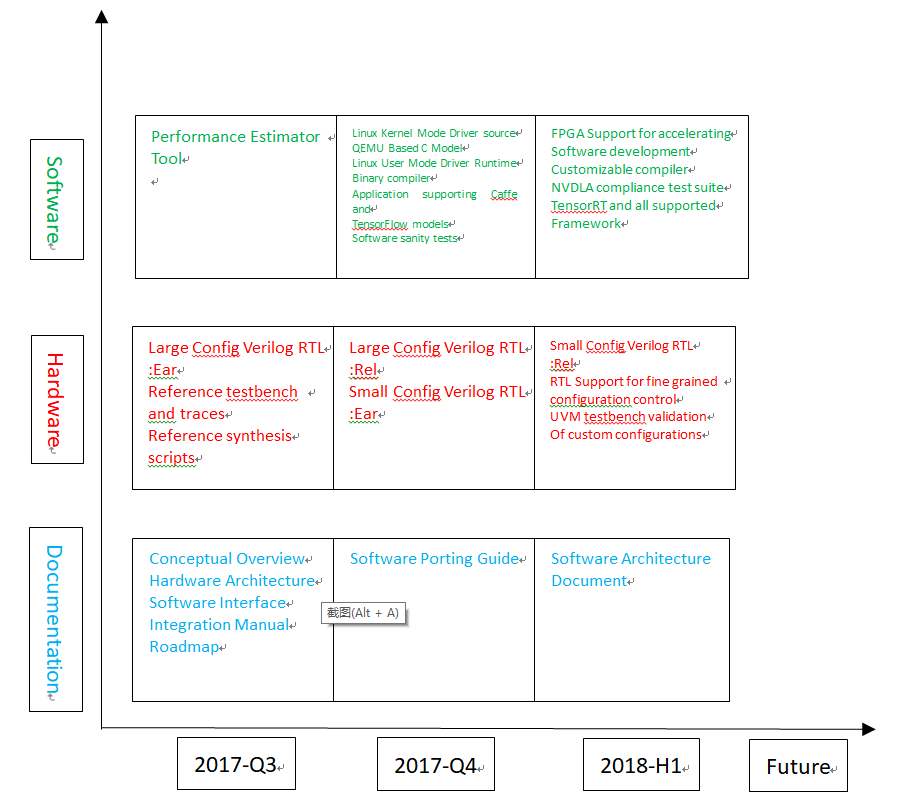 Software
Performance Estimator
Tool
Linux Kernel Mode Driver source
QEMU Based C Model
Linux User Mode Driver Runtime
Binary compiler
Application supporting Caffe
and
TensorFlow models
Software sanity tests
FPGA Support for accelerating
Software development
Customizable compiler
NVDLA compliance test suite
TensorRT and all supported
Framework
Hardware
Large Config Verilog RTL
:Ear
Reference testbench
and traces
Reference synthesis
scripts
Large Config Verilog RTL
:Rel
Small Config Verilog RTL
:Ear
Small Config Verilog RTL
:Rel
RTL Support for fine grained
configuration control
UVM testbench validation
Of custom configurations
Documentation
Conceptual Overview
Hardware Architecture
Software Interface
Integration Manual
Roadmap
Software Porting Guide
Software Architecture
Document
截图(Alt + A)
2017-Q3
2017-Q4
2018-H1
Future